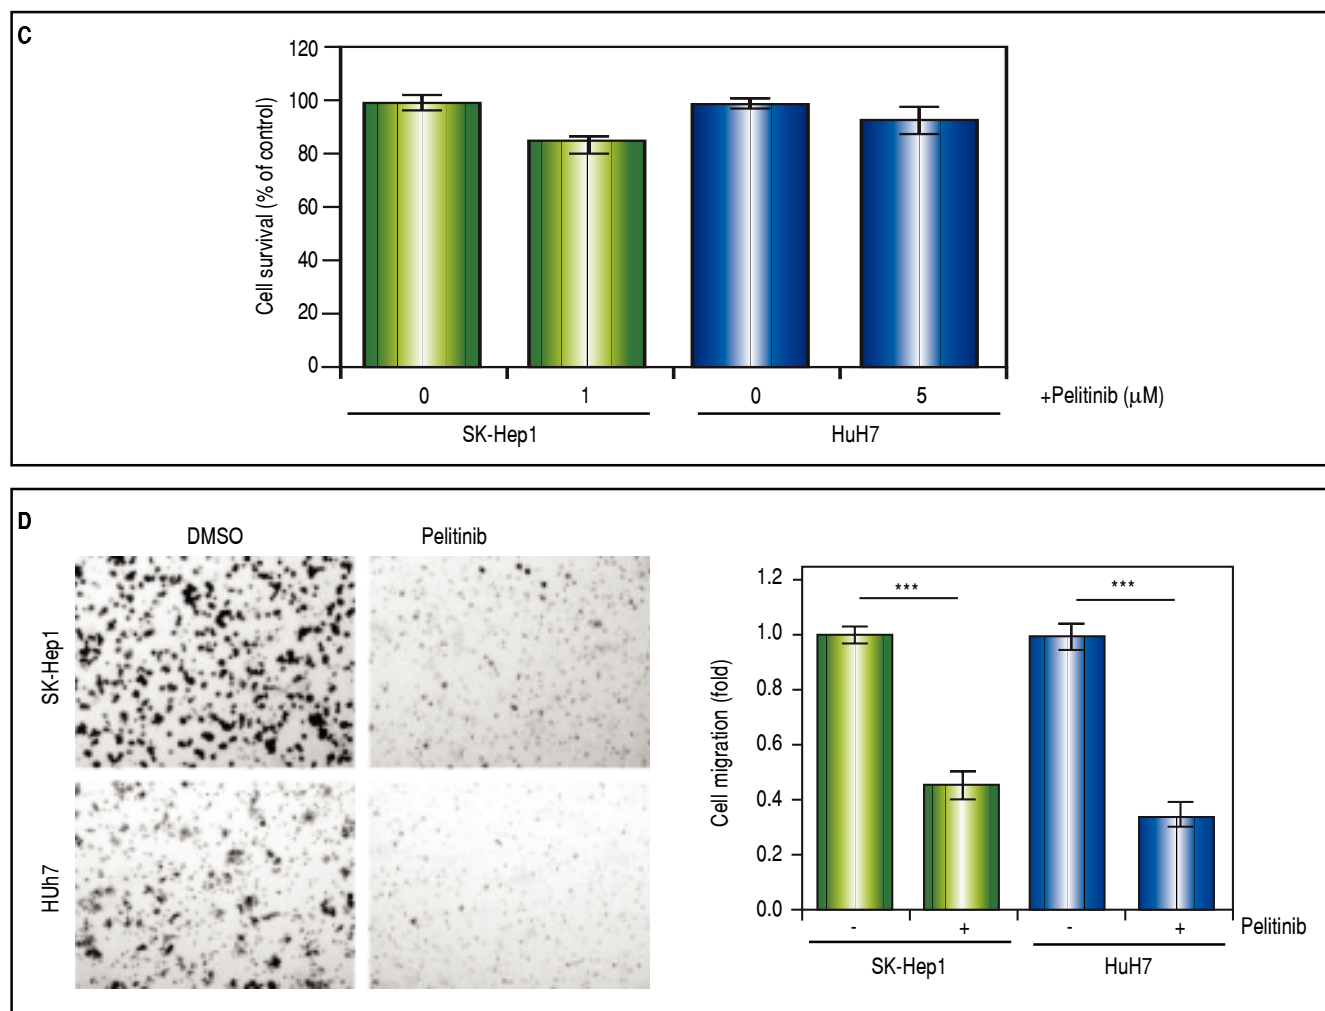 C
120
100
80
60
40
20
0
Cell survival (% of control)
0 1 0 5 +Pelitinib (μM)
SK-Hep1 HuH7
D
DMSO Pelitinib
SK-Hep1
HUh7
1.2
1.0
0.8
0.6
0.4
0.2
0.0
Cell migration (fold)
*** ***
- + - + Pelitinib
SK-Hep1 HuH7